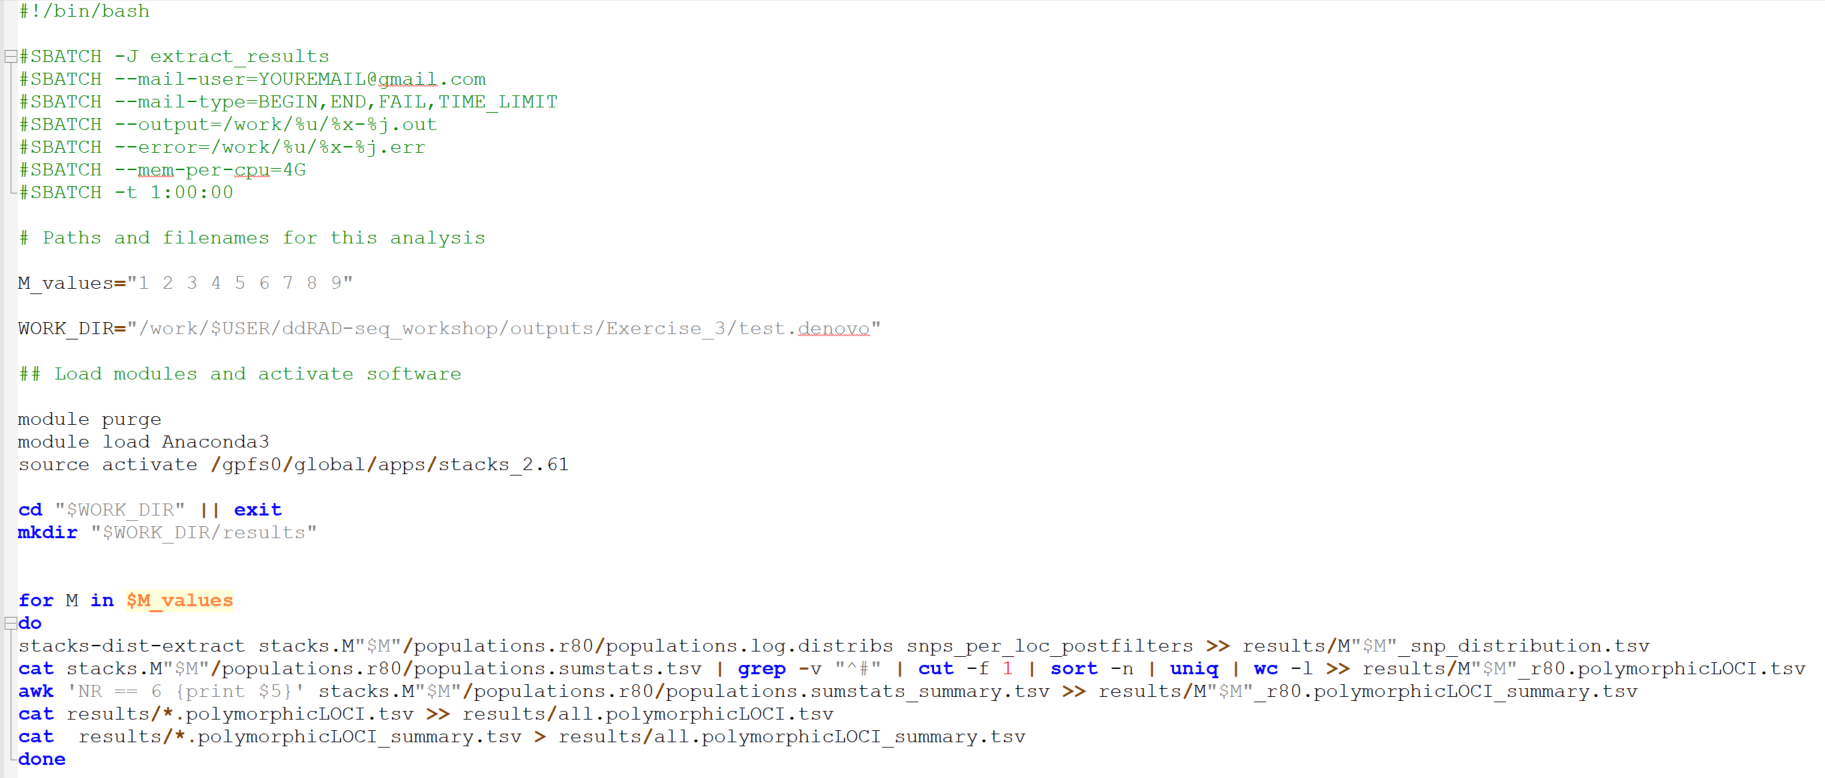 #!/bin/bash
#SBATCH -J extract_results
#SBATCH --mail-user=YOUREMAIL@gmail.com
#SBATCH --mail-type=BEGIN,END,FAIL,TIME_LIMIT
#SBATCH --output=/work/%u/%x-%j.out
#SBATCH --error=/work/%u/%x-%j.err
#SBATCH --mem-per-cpu=4G
#SBATCH -t 1:00:00
# Paths and filenames for this analysis
M_values="1 2 3 4 5 6 7 8 9"
WORK_DIR="/work/$USER/ddRAD-seq_workshop/outputs/Exercise_3/test.denovo"
## Load modules and activate software
module purge
module load Anaconda3
source activate /gpfs0/global/apps/stacks_2.61
cd "$WORK_DIR" || exit
mkdir "$WORK_DIR/results"
for M in $M_values
do
stacks-dist-extract stacks.M"$M"/populations.r80/populations.log.distribs snps_per_loc_postfilters >> results/M"$M"_snp_distribution.tsv
cat stacks.M"$M"/populations.r80/populations.sumstats.tsv | grep -v "^#" | cut -f 1 | sort -n | uniq | wc -l >> results/M"$M"_r80.polymorphicLOCI.tsv
awk 'NR == 6 {print $5}' stacks.M"$M"/populations.r80/populations.sumstats_summary.tsv >> results/M"$M"_r80.polymorphicLOCI_summary.tsv
cat results/*.polymorphicLOCI.tsv >> results/all.polymorphicLOCI.tsv
cat  results/*.polymorphicLOCI_summary.tsv > results/all.polymorphicLOCI_summary.tsv
done